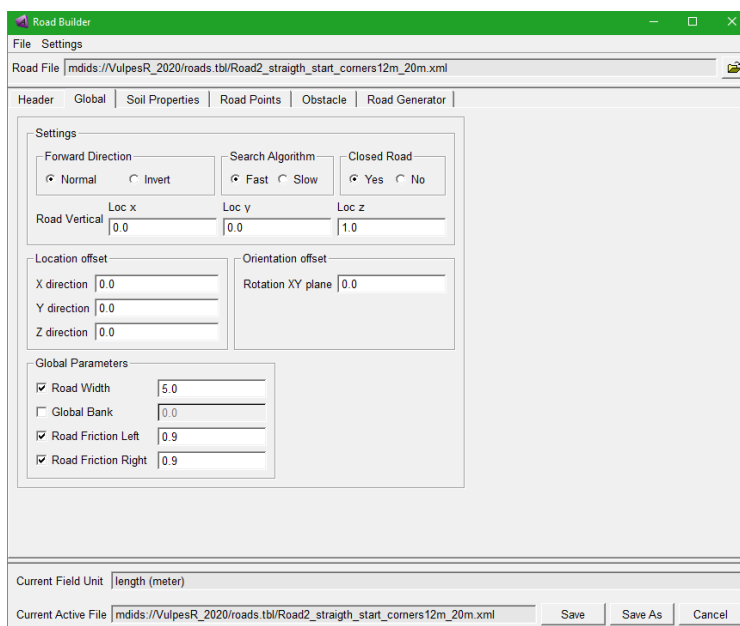 Road Builder
File Settings
Road File mdids://VulpesR_2020/roads.tbl/Road2_straigth_start_corners12m_20m.xml
Header Global Soil Properties Road Points Obstacle Road Generator
Settings
Forward Direction Search Algorithm Closed Road
Normal Invert Fast Slow Yes No
Loc x Loc y Loc z
Road Vertical 0.0 0.0 1.0
Location offset Orientation offset
X direction 0.0 Rotation XY plane 0.0
Y direction 0.0
Z direction 0.0
Global Parameters
Road Width 5.0
Global Bank 0.0
Road Friction Left 0.9
Road Friction Right 0.9
Current Field Unit length (meter)
Current Active File mdids://VulpesR_2020/roads.tbl/Road2_straigth_start_corners12m_20m.xml Save Save As Cancel